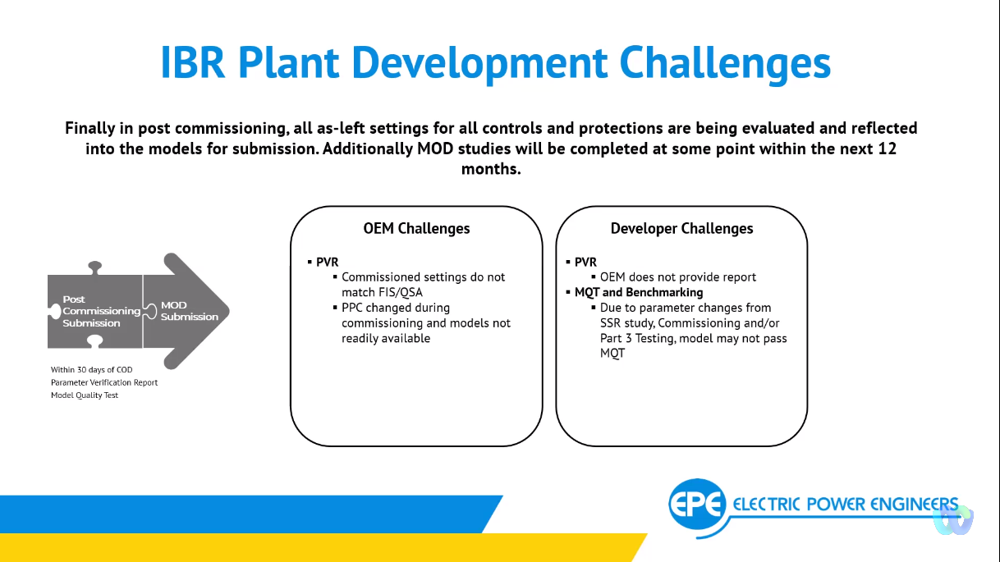 IBR Plant Development Challenges
Finally in post commissioning, all as-left settings for all controls and protections are being evaluated and reflected
into the models for submission. Additionally MOD studies will be completed at some point within the next 12
months.
Post
Commissioning
Submission
MOD
Submission
Within 30 days of COD
Parameter Verification Report
Model Quality Test
OEM Challenges
▪ PVR
▪ Commissioned settings do not
match FIS/QSA
▪ PPC changed during
commissioning and models not
readily available
Developer Challenges
▪ PVR
▪ OEM does not provide report
▪ MQT and Benchmarking
▪ Due to parameter changes from
SSR study, Commissioning and/or
Part 3 Testing, model may not pass
MQT
EPE ELECTRIC POWER ENGINEERS